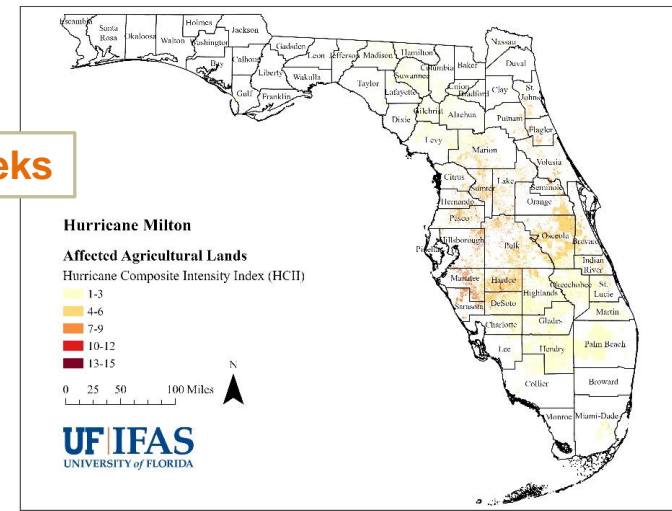 Escambia
Santa
Rosa
Okaloosa
Walton
Holmes
Washington
Jackson
Bay
Calhoun
Gulf
Liberty
Gadsden
Franklin
Leon
Wakulla
Jefferson
Madison
Taylor
Hamilton
Suwannee
Lafayette
Dixie
Columbia
Gilchrist
Levy
Baker
Union
Bradford
Alachua
Nassau
Duval
Clay
St.
Johns
Putnam
Flagler
Marion
Volusia
Citrus
Sumter
Lake
Seminole
Hernando
Orange
Pasco
Hillsborough
Polk
Osceola
Brevard
Indian
River
Manatee
Hardee
Highlands
Okeechobee
St.
Lucie
Sarasota
DeSoto
Martin
Charlotte
Glades
Lee
Hendry
Palm Beach
Collier
Broward
Monroe
Miami-Dade
eks
Hurricane Milton
Affected Agricultural Lands
Hurricane Composite Intensity Index (HCII)
1-3
4-6
7-9
10-12
13-15
N
0 25 50 100 Miles
UF|IFAS
UNIVERSITY of FLORIDA